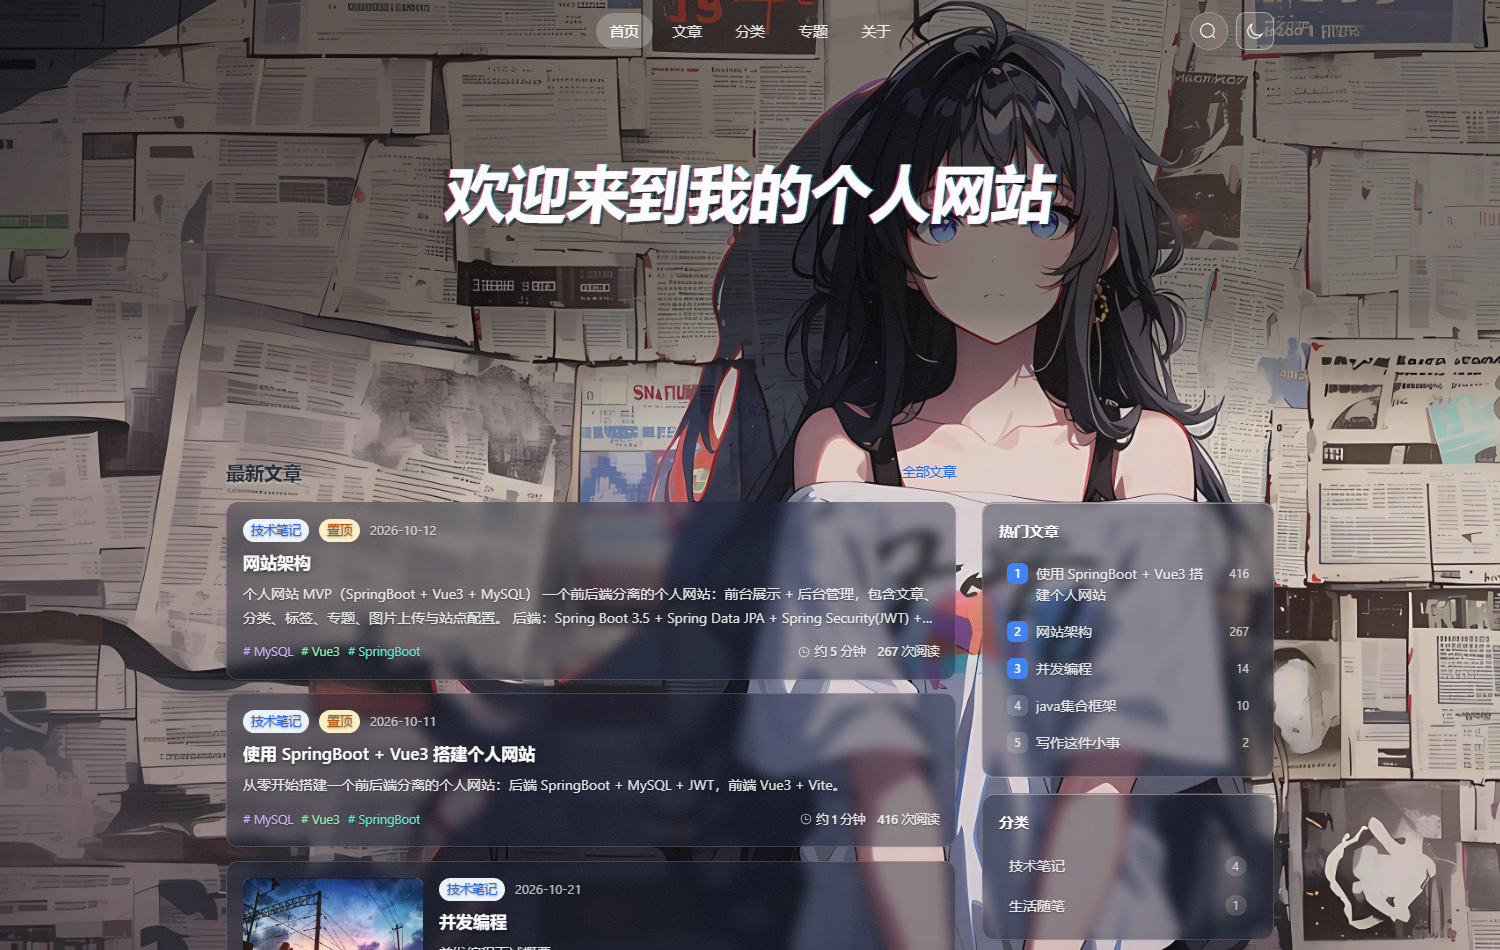 首页 文章 分类 专题 关于
欢迎来到我的个人网站
SNAFIUL
最新文章
全部文章
技术笔记 置顶 2026-10-12
网站架构
个人网站 MVP（SpringBoot + Vue3 + MySQL） 一个前后端分离的个人网站：前台展示 + 后台管理，包含文章、
分类、标签、专题、图片上传与站点配置。 后端：Spring Boot 3.5 + Spring Data JPA + Spring Security(JWT) +...
# MySQL # Vue3 # SpringBoot
约 5 分钟 267 次阅读
技术笔记 置顶 2026-10-11
使用 SpringBoot + Vue3 搭建个人网站
从零开始搭建一个前后端分离的个人网站：后端 SpringBoot + MySQL + JWT，前端 Vue3 + Vite。
# MySQL # Vue3 # SpringBoot
约 1 分钟 416 次阅读
技术笔记 2026-10-21
并发编程
热门文章
1 使用 SpringBoot + Vue3 搭建个人网站 416
2 网站架构 267
3 并发编程 14
4 java集合框架 10
5 写作这件小事 2
分类
技术笔记 4
生活随笔 1